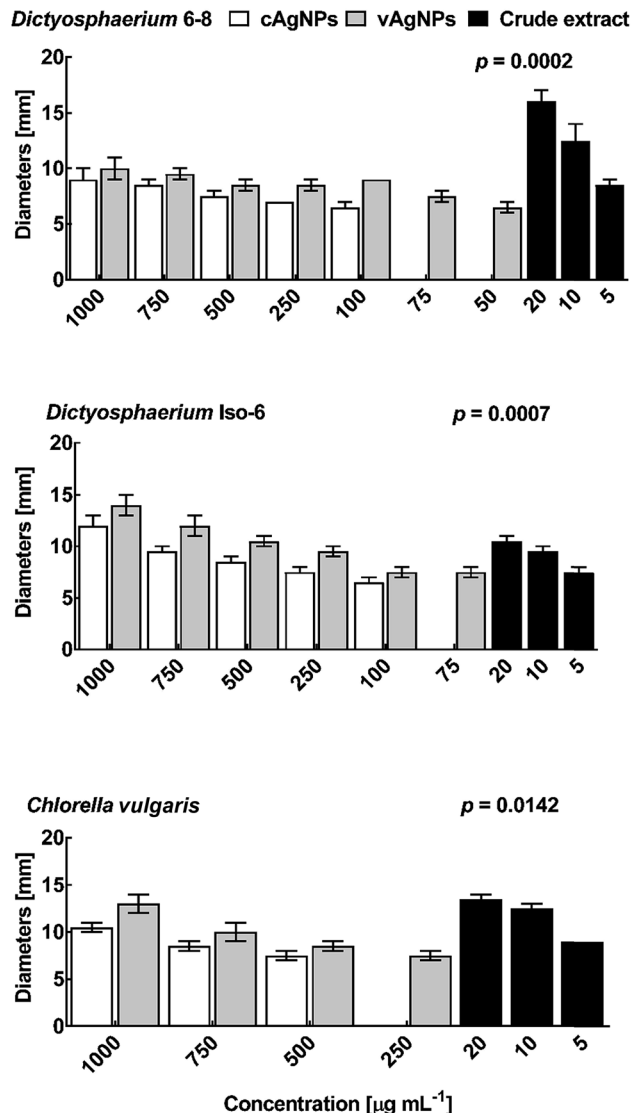 Dictyosphaerium 6-8 cAgNPs vAgNPs Crude extract
p = 0.0002
Diameters [mm]
20
15
10
5
0
1000 750 500 250 100 75 50 20 10 5
Dictyosphaerium Iso-6 p = 0.0007
Diameters [mm]
20
15
10
5
0
1000 750 500 250 100 75 20 10 5
Chlorella vulgaris p = 0.0142
Diameters [mm]
20
15
10
5
0
1000 750 500 250 20 10 5
Concentration [µg mL⁻¹]